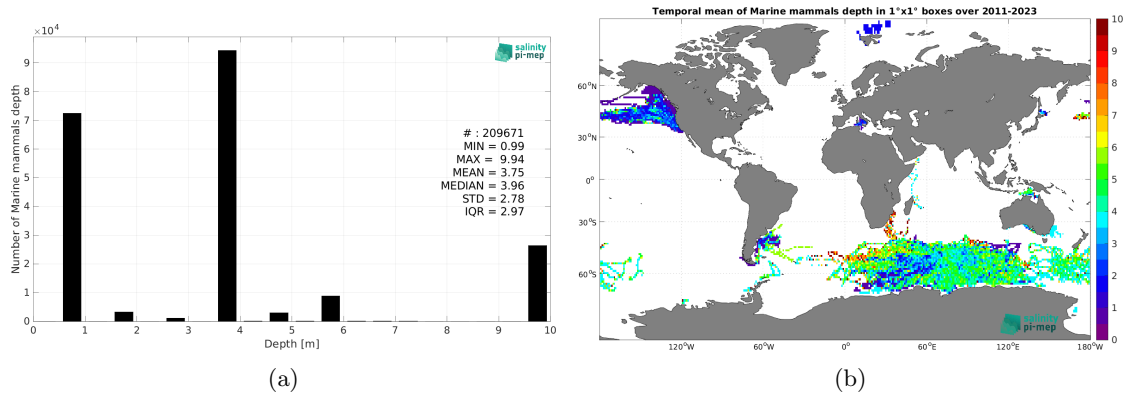 ×10⁴
9
8
7
6
5
4
3
2
1
0
Number of Marine mammals depth
salinity
pi-mep
# : 209671
MIN = 0.99
MAX = 9.94
MEAN = 3.75
MEDIAN = 3.96
STD = 2.78
IQR = 2.97
0 1 2 3 4 5 6 7 8 9 10
Depth [m]
(a)
Temporal mean of Marine mammals depth in 1°x1° boxes over 2011-2023
60°N
30°N
0°
30°S
60°S
salinity
pi-mep
120°W 60°W 0° 60°E 120°E 180°W
10
9
8
7
6
5
4
3
2
1
0
(b)